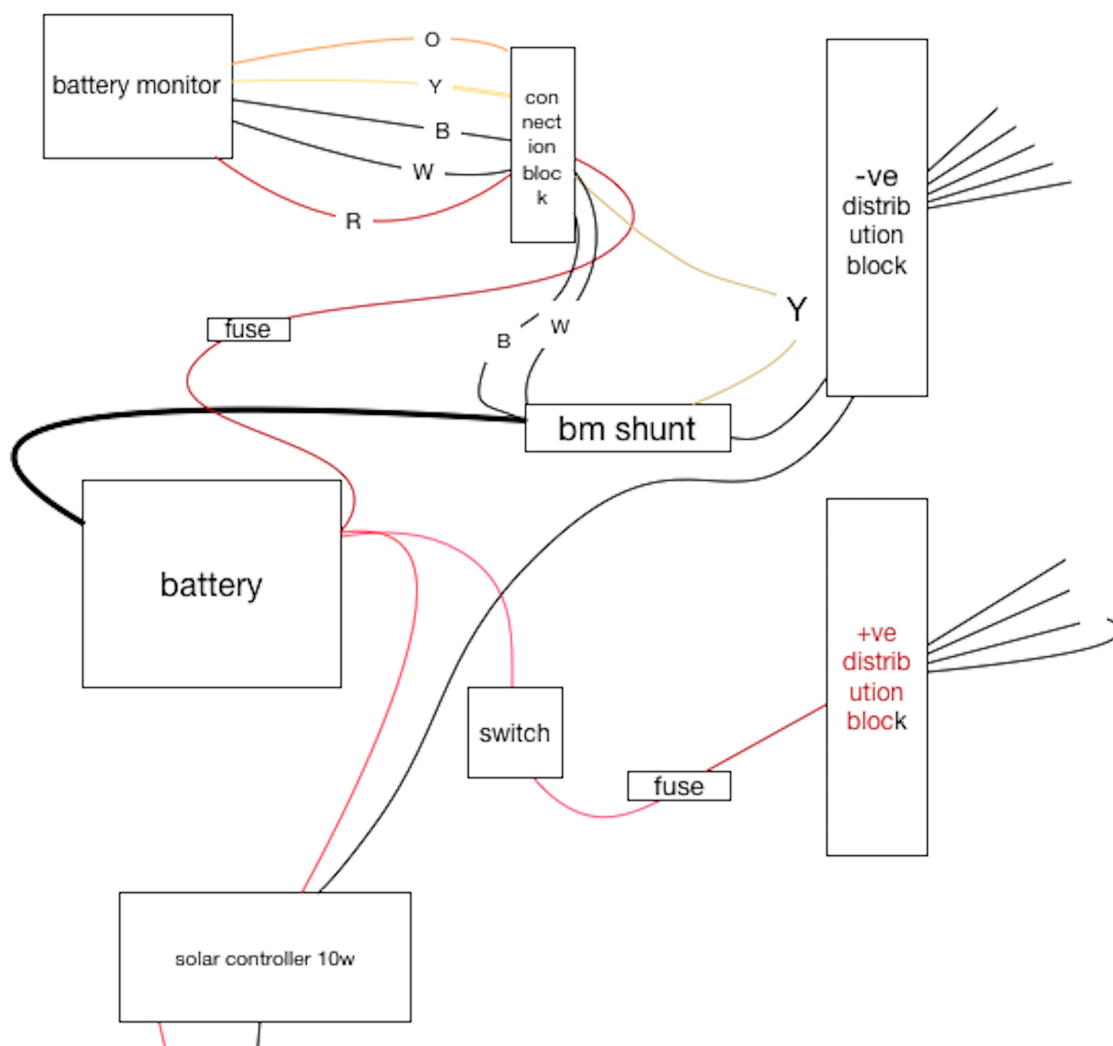 battery monitor
O
Y
B
W
R
con
nect
ion
bloc
k
-ve
distrib
ution
block
fuse
B
W
Y
bm shunt
battery
+ve
distrib
ution
block
switch
fuse
solar controller 10w